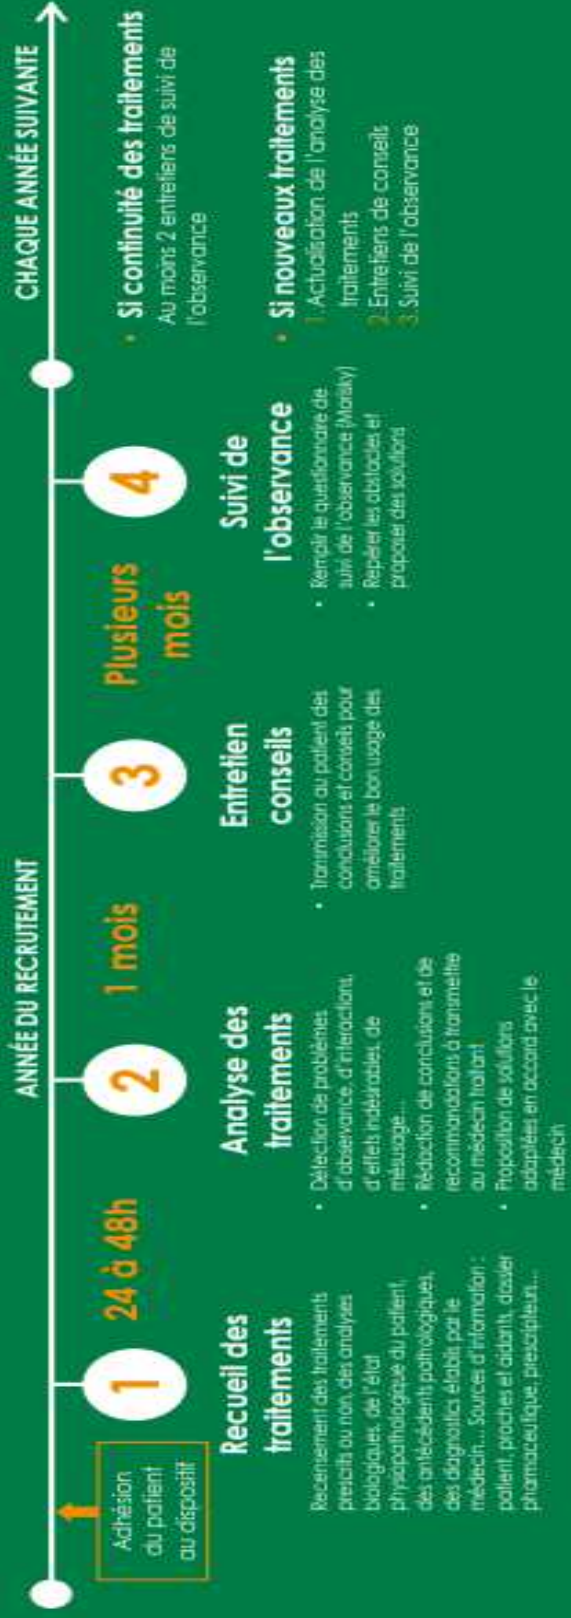 ANNÉE DU RECRUTEMENT
CHAQUE ANNÉE SUIVANTE
Adhésion
du patient
au dispositif
1
24 à 48h
Recueil des
traitements
Recensement des traitements
prescrits ou non, des analyses
biologiques, de l'état
physiopathologique du patient,
des antécédents pathologiques,
des diagnostics établis par le
médecin... Sources d'information :
patient, proches et aidants, dossier
pharmaceutique, prescripteurs...
2
1 mois
Analyse des
traitements
• Détection de problèmes
d'observance, d'interactions,
d'effets indésirables, de
mésusage...
• Rédaction de conclusions et de
recommandations à transmettre
au médecin traitant
• Proposition de solutions
adaptées en accord avec le
médecin
3
Plusieurs
mois
Entretien
conseils
• Transmission au patient des
conclusions et conseils pour
améliorer le bon usage des
traitements
4
Suivi de
l'observance
• Remplir le questionnaire de
suivi de l'observance (Morisky)
• Repérer les obstacles et
proposer des solutions
• Si continuité des traitements
Au moins 2 entretiens de suivi de
l'observance
• Si nouveaux traitements
1. Actualisation de l'analyse des
traitements
2. Entretiens de conseils
3. Suivi de l'observance